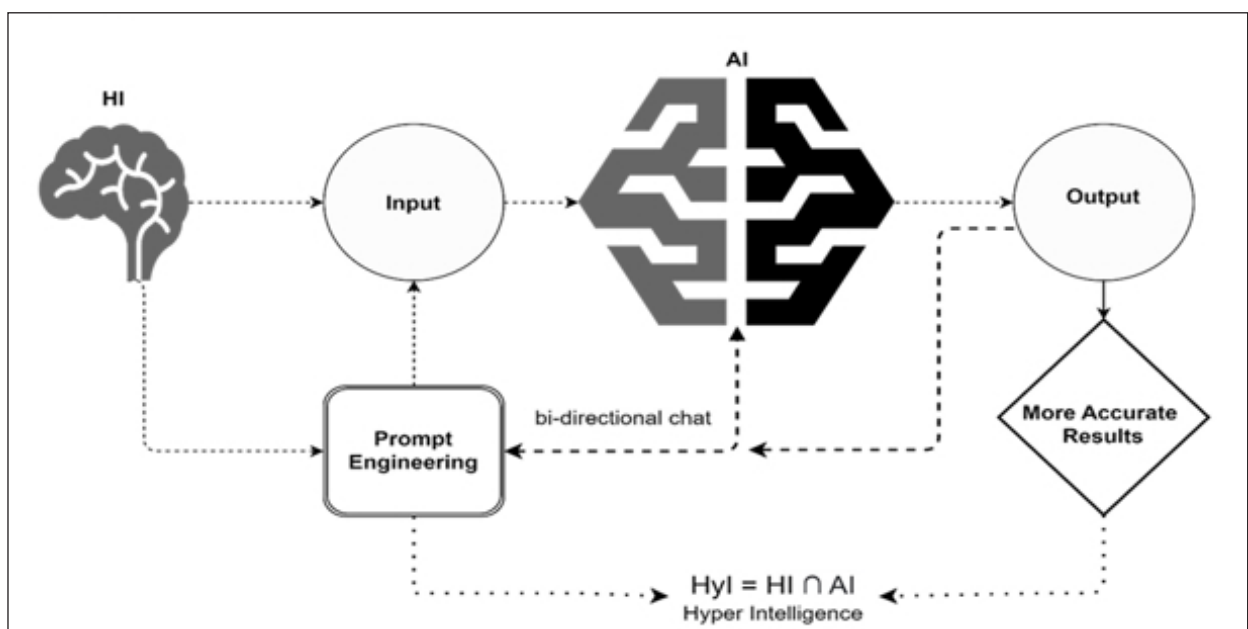 AI
HI
Input
Output
bi-directional chat
Prompt
Engineering
More Accurate
Results
HyI = HI ∩ AI
Hyper Intelligence